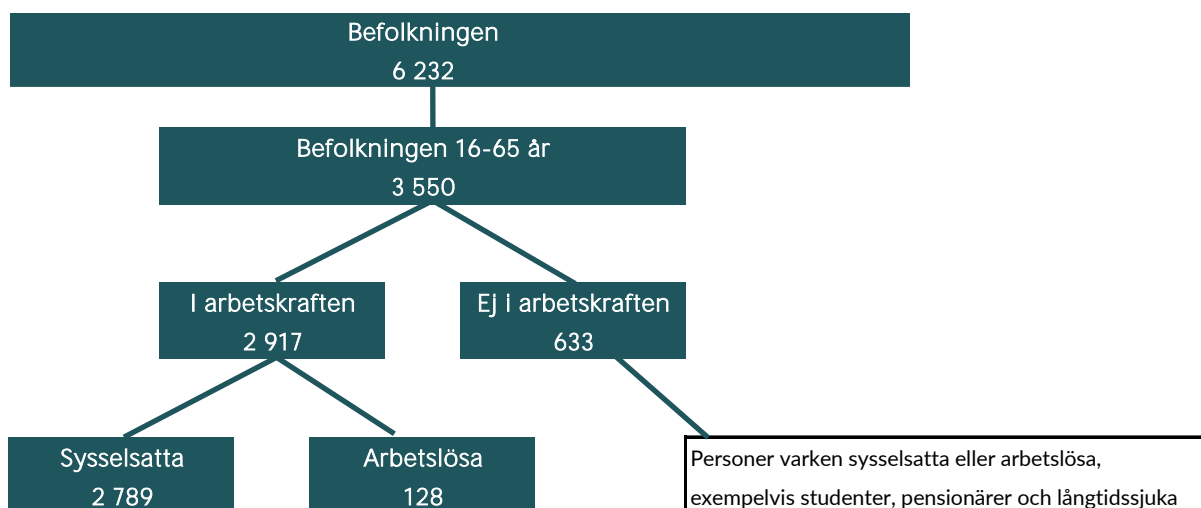 Befolkningen
6 232
Befolkningen 16-65 år
3 550
I arbetskraften
2 917
Ej i arbetskraften
633
Sysselsatta
2 789
Arbetslösa
128
Personer varken sysselsatta eller arbetslösa,
exempelvis studenter, pensionärer och långtidssjuka